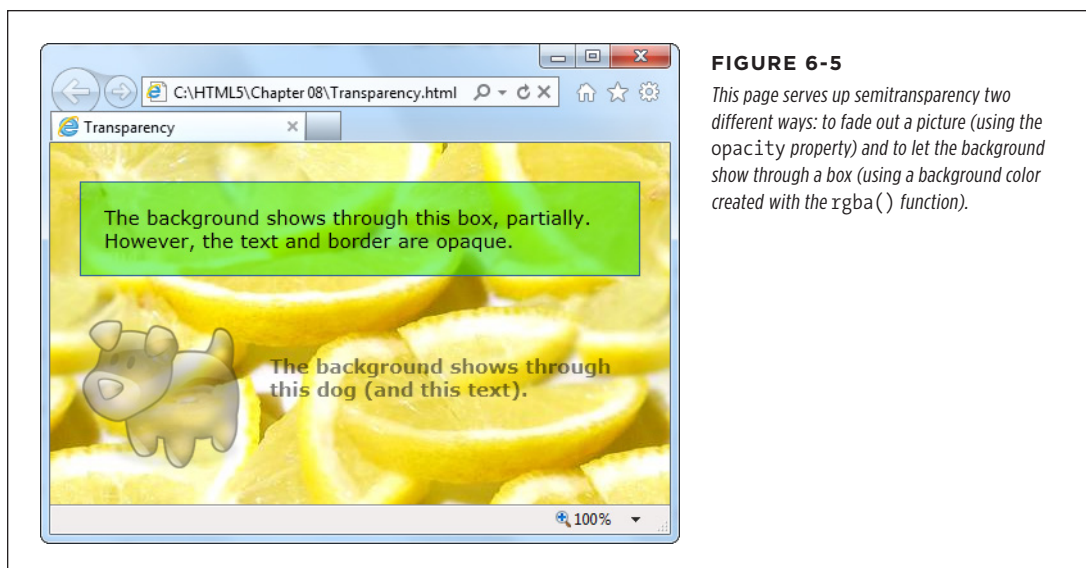 C:\HTML5\Chapter 08\Transparency.html
Transparency
The background shows through this box, partially.
However, the text and border are opaque.
The background shows through
this dog (and this text).
100%
FIGURE 6-5
This page serves up semitransparency two
different ways: to fade out a picture (using the
opacity property) and to let the background
show through a box (using a background color
created with the rgba() function).